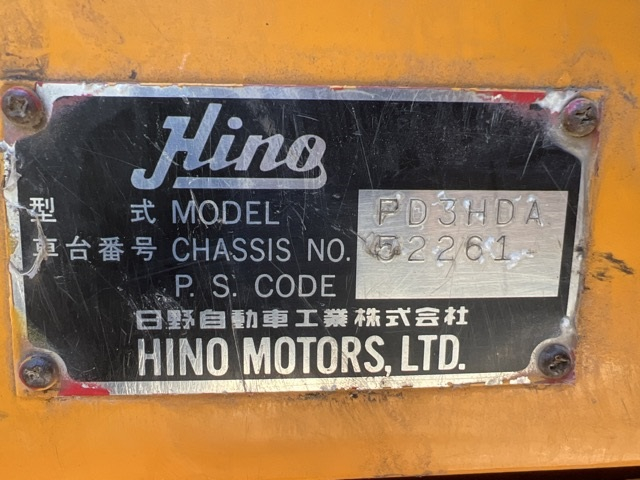 Hino
型 式 MODEL FD3HDA
車台番号 CHASSIS NO. 52261
P. S. CODE
日野自動車工業株式会社
HINO MOTORS, LTD.